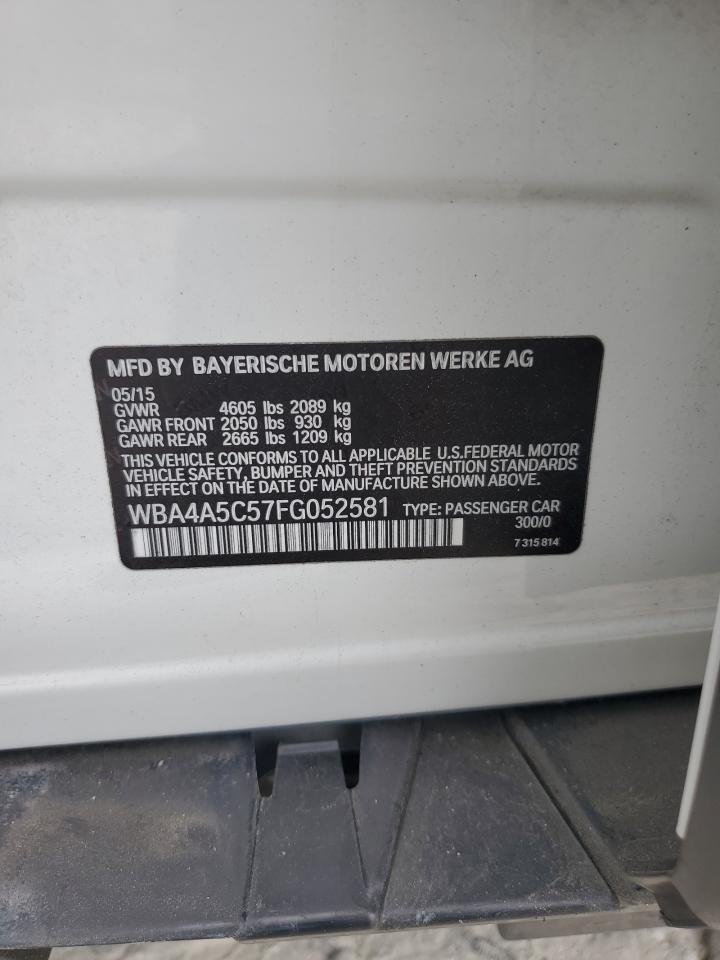 MFD BY BAYERISCHE MOTOREN WERKE AG
05/15
GVWR 4605 lbs 2089 kg
GAWR FRONT 2050 lbs 930 kg
GAWR REAR 2665 lbs 1209 kg
THIS VEHICLE CONFORMS TO ALL APPLICABLE U.S.FEDERAL MOTOR
VEHICLE SAFETY, BUMPER AND THEFT PREVENTION STANDARDS
IN EFFECT ON DATE OF MANUFACTURE SHOWN ABOVE.
WBA4A5C57FG052581 TYPE: PASSENGER CAR
300/0
7 315 814